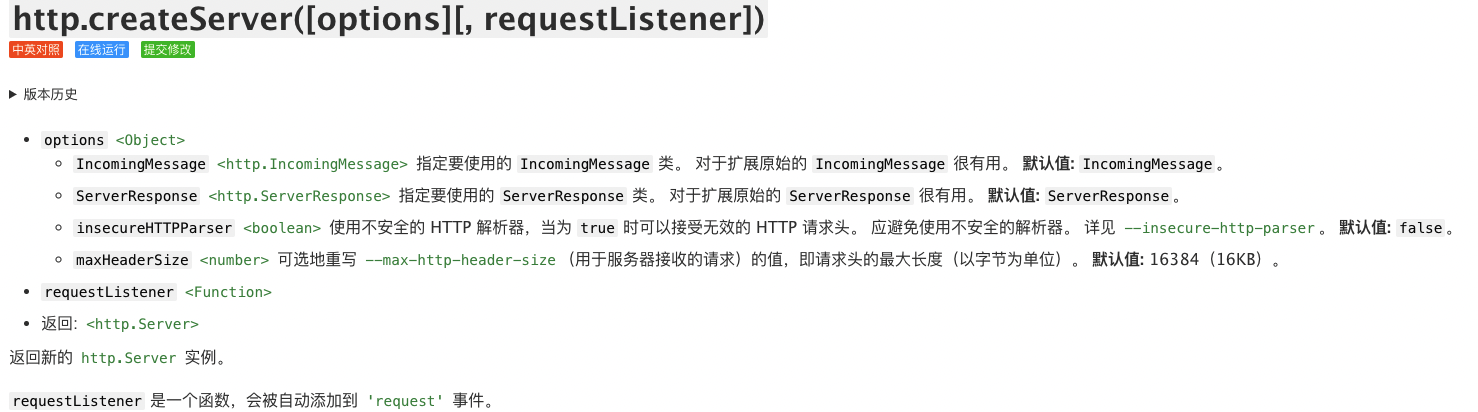 http.createServer([options][, requestListener])
中英对照 在线运行 提交修改
▶ 版本历史
• options <Object>
◦ IncomingMessage <http.IncomingMessage> 指定要使用的 IncomingMessage 类。 对于扩展原始的 IncomingMessage 很有用。 默认值: IncomingMessage。
◦ ServerResponse <http.ServerResponse> 指定要使用的 ServerResponse 类。 对于扩展原始的 ServerResponse 很有用。 默认值: ServerResponse。
◦ insecureHTTPParser <boolean> 使用不安全的 HTTP 解析器，当为 true 时可以接受无效的 HTTP 请求头。 应避免使用不安全的解析器。 详见 --insecure-http-parser。 默认值: false。
◦ maxHeaderSize <number> 可选地重写 --max-http-header-size（用于服务器接收的请求）的值，即请求头的最大长度（以字节为单位）。 默认值: 16384（16KB）。
• requestListener <Function>
• 返回: <http.Server>
返回新的 http.Server 实例。
requestListener 是一个函数，会被自动添加到 'request' 事件。